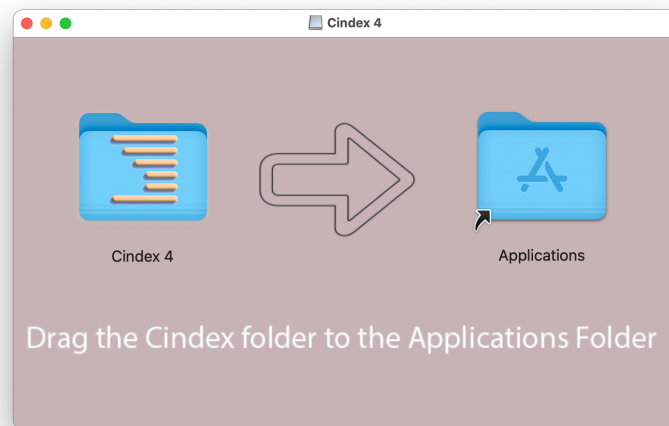 Cindex 4
Cindex 4
Applications
Drag the Cindex folder to the Applications Folder